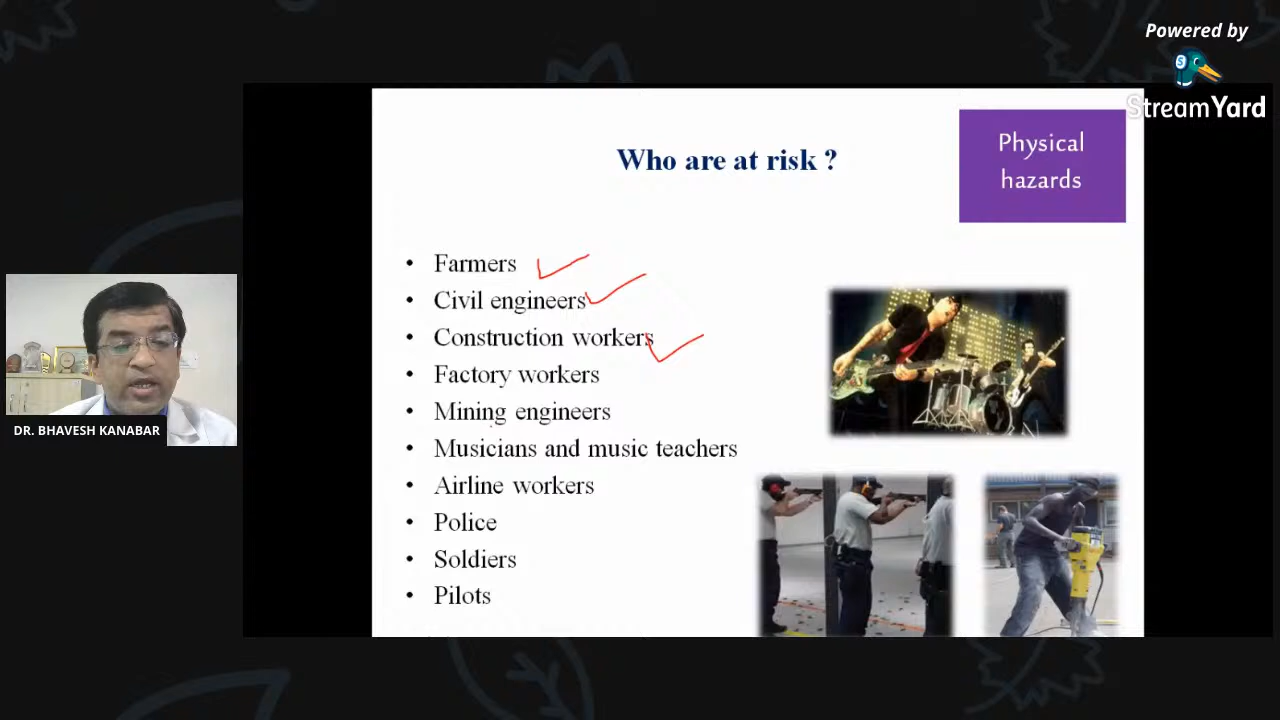 Powered by
StreamYard
Physical
hazards
Who are at risk ?
• Farmers
• Civil engineers
• Construction workers
• Factory workers
• Mining engineers
• Musicians and music teachers
• Airline workers
• Police
• Soldiers
• Pilots
DR. BHAVESH KANABAR